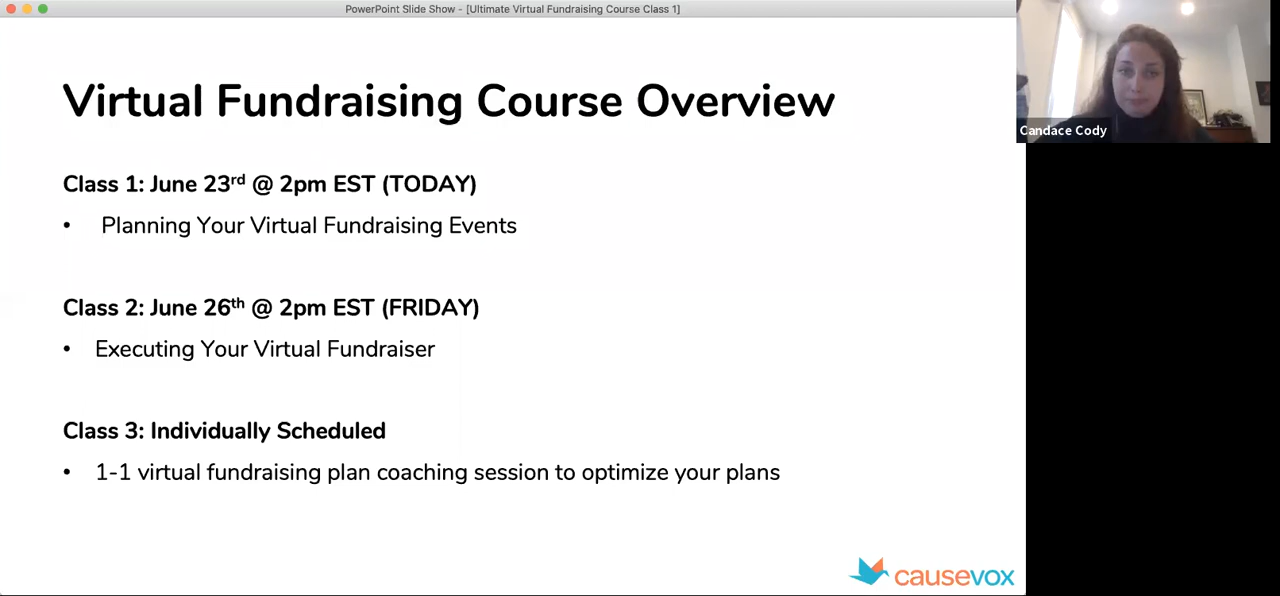 PowerPoint Slide Show - [Ultimate Virtual Fundraising Course Class 1]
Virtual Fundraising Course Overview
Class 1: June 23rd @ 2pm EST (TODAY)
• Planning Your Virtual Fundraising Events
Class 2: June 26th @ 2pm EST (FRIDAY)
• Executing Your Virtual Fundraiser
Class 3: Individually Scheduled
• 1-1 virtual fundraising plan coaching session to optimize your plans
causevox
Candace Cody